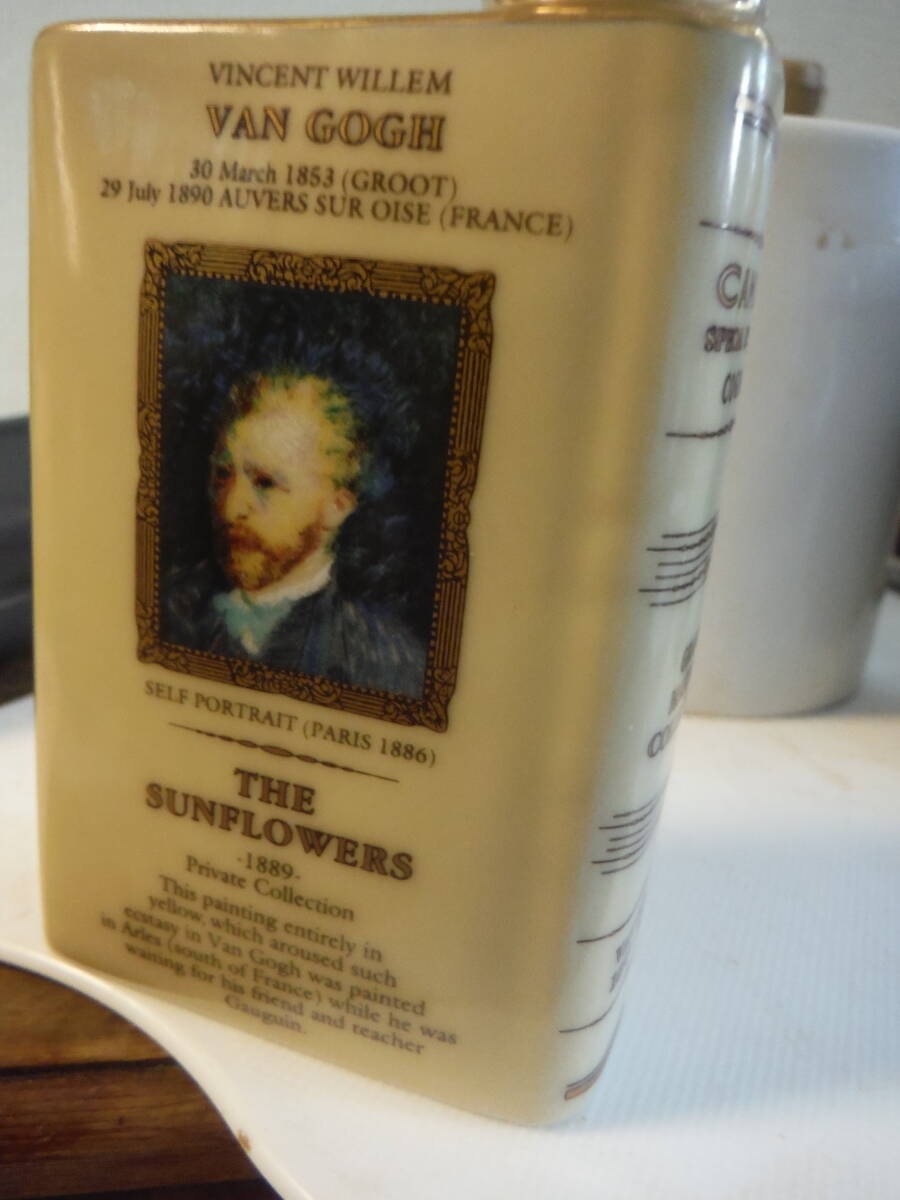 VINCENT WILLEM
VAN GOGH
30 March 1853 (GROOT)
29 July 1890 AUVERS SUR OISE (FRANCE)
SELF PORTRAIT (PARIS 1886)
THE
SUNFLOWERS
-1889-
Private Collection
This painting entirely in
yellow, which aroused such
ecstasy in Van Gogh was painted
in Arles (south of France) while he was
waiting for his friend and teacher
Gauguin.